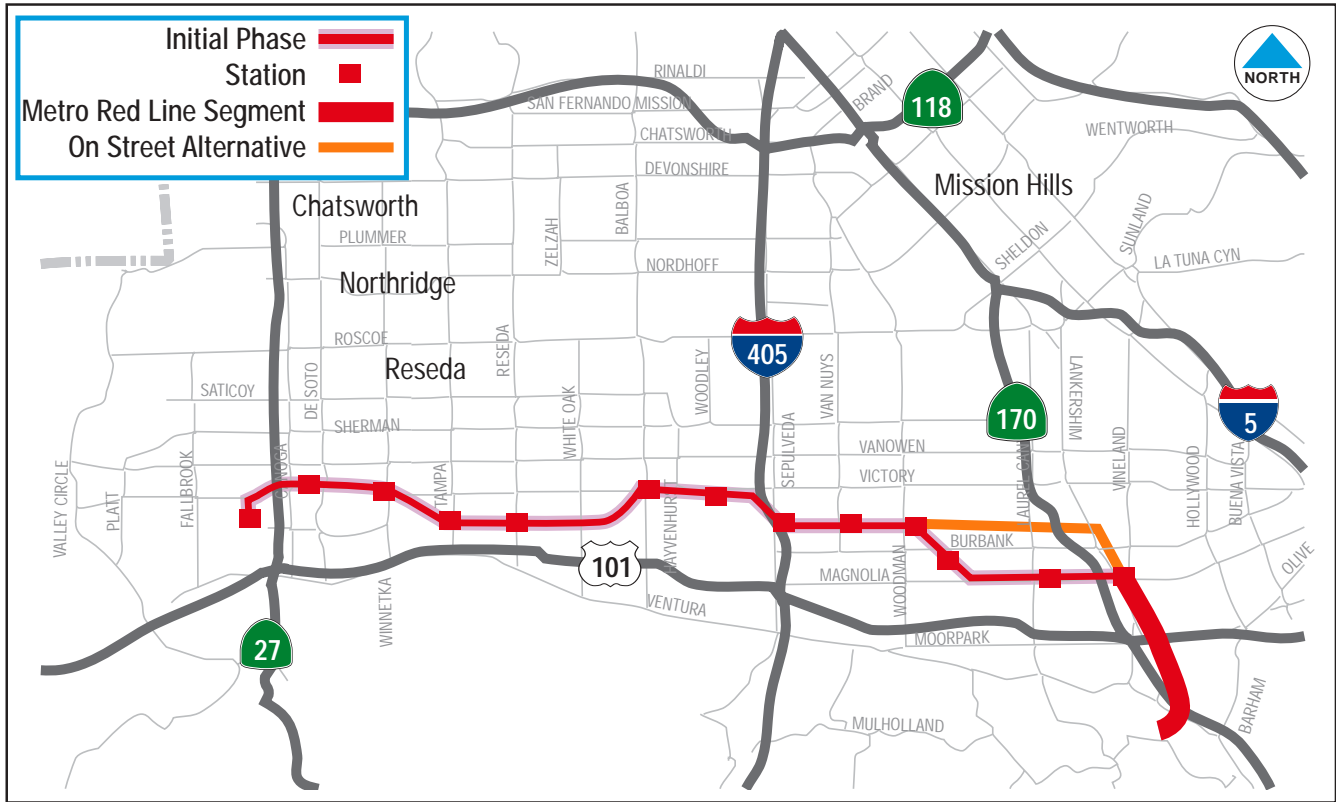 Initial Phase
Station
Metro Red Line Segment
On Street Alternative
NORTH
RINALDI
BRAND
SAN FERNANDO MISSION
118
CHATSWORTH
WENTWORTH
DEVONSHIRE
Mission Hills
Chatsworth
BALBOA
PLUMMER
ZELZAH
SHELDON
SUNLAND
LA TUNA CYN
NORDHOFF
Northridge
ROSCOE
RESEDA
405
Reseda
WOODLEY
VAN NUYS
LANKERSHIM
SATICOY
DE SOTO
WHITE OAK
170
5
SHERMAN
SEPULVEDA
VANOWEN
VICTORY
VALLEY CIRCLE
PLATT
FALLBROOK
CANOGA
TAMPA
HAYVENHURST
LAUREL CANYON
VINELAND
HOLLYWOOD
BUENA VISTA
BURBANK
OLIVE
101
MAGNOLIA
WOODMAN
WINNETKA
VENTURA
MOORPARK
27
MULHOLLAND
BARHAM